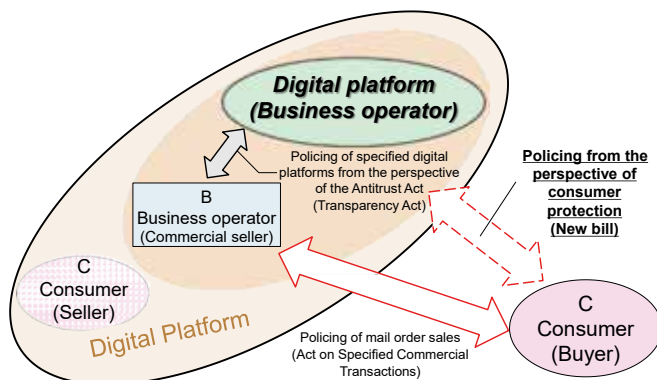 Digital platform
(Business operator)
Policing of specified digital
platforms from the perspective
of the Antitrust Act
(Transparency Act)
Policing from the
perspective of
consumer
protection
(New bill)
B
Business operator
(Commercial seller)
C
Consumer
(Seller)
Digital Platform
Policing of mail order sales
(Act on Specified Commercial
Transactions)
C
Consumer
(Buyer)